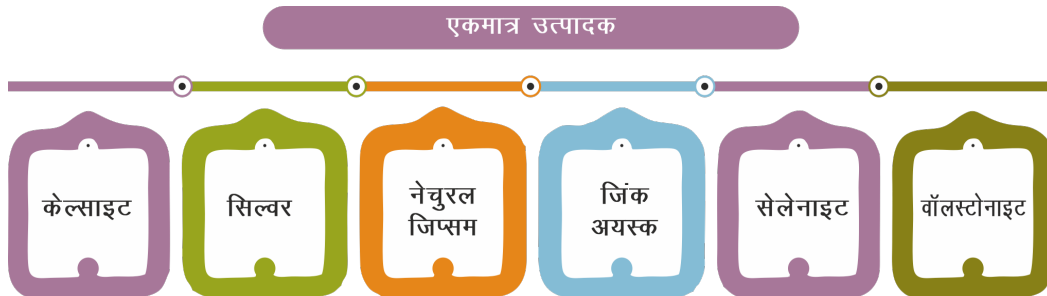 एकमात्र उत्पादक
केल्साइट
सिल्वर
नेचुरल
जिप्सम
जिंक
अयस्क
सेलेनाइट
वॉलस्टोनाइट